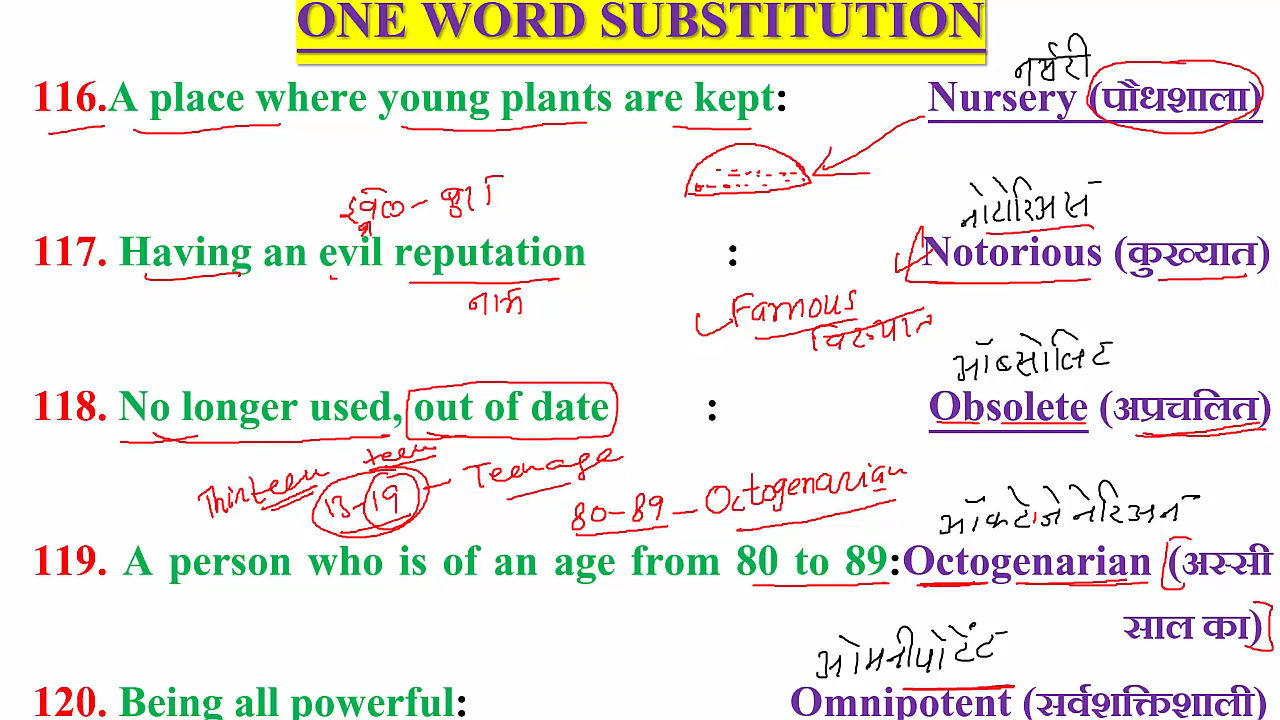 ONE WORD SUBSTITUTION
नर्सरी
116.A place where young plants are kept: Nursery (पौधशाला)
इवल - बुरा
नोटोरिअस
117. Having an evil reputation : Notorious (कुख्यात)
नाम
Famous
विख्यात
ऑब्सोलिट
118. No longer used, out of date : Obsolete (अप्रचलित)
Thirteen teen
13-19 - Teenage
80-89 - Octogenarian
ऑक्टोजेनेरिअन
119. A person who is of an age from 80 to 89:Octogenarian (अस्सी
साल का)
ओमनीपोटेंट
120. Being all powerful: Omnipotent (सर्वशक्तिशाली)